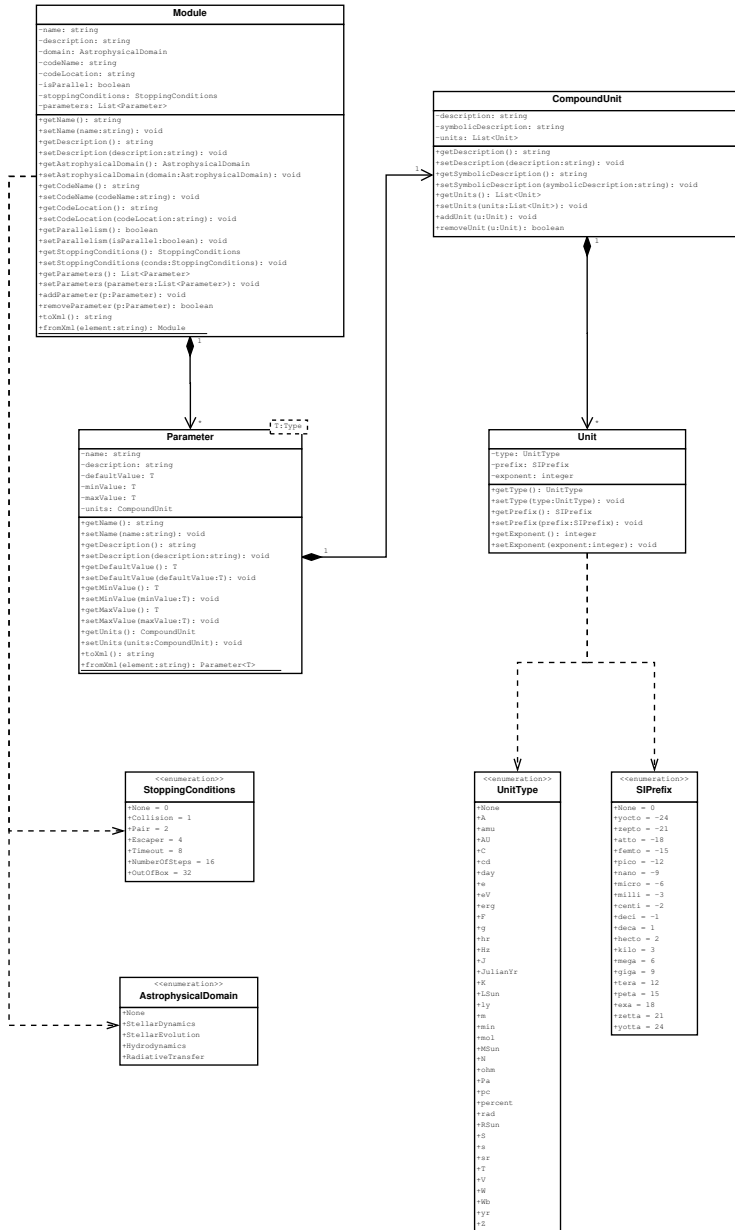 Module
-name: string
-description: string
-domain: AstrophysicalDomain
-codeName: string
-codeLocation: string
-isParallel: boolean
-stoppingConditions: StoppingConditions
-parameters: List<Parameter>
+getName(): string
+setName(name:string): void
+getDescription(): string
+setDescription(description:string): void
+getAstrophysicalDomain(): AstrophysicalDomain
+setAstrophysicalDomain(domain:AstrophysicalDomain): void
+getCodeName(): string
+setCodeName(codeName:string): void
+getCodeLocation(): string
+setCodeLocation(codeLocation:string): void
+getParallelism(): boolean
+setParallelism(isParallel:boolean): void
+getStoppingConditions(): StoppingConditions
+setStoppingConditions(conds:StoppingConditions): void
+getParameters(): List<Parameter>
+setParameters(parameters:List<Parameter>): void
+addParameter(p:Parameter): void
+removeParameter(p:Parameter): boolean
+toXml(): string
+fromXml(element:string): Module
1
*
CompoundUnit
-description: string
-symbolicDescription: string
-units: List<Unit>
+getDescription(): string
+setDescription(description:string): void
+getSymbolicDescription(): string
+setSymbolicDescription(symbolicDescription:string): void
+getUnits(): List<Unit>
+setUnits(units:List<Unit>): void
+addUnit(u:Unit): void
+removeUnit(u:Unit): boolean
1
1
*
T:Type
Parameter
-name: string
-description: string
-defaultValue: T
-minValue: T
-maxValue: T
-units: CompoundUnit
+getName(): string
+setName(name:string): void
+getDescription(): string
+setDescription(description:string): void
+getDefaultValue(): T
+setDefaultValue(defaultValue:T): void
+getMinValue(): T
+setMinValue(minValue:T): void
+getMaxValue(): T
+setMaxValue(maxValue:T): void
+getUnits(): CompoundUnit
+setUnits(units:CompoundUnit): void
+toXml(): string
+fromXml(element:string): Parameter<T>
1
Unit
-type: UnitType
-prefix: SIPrefix
-exponent: integer
+getType(): UnitType
+setType(type:UnitType): void
+getPrefix(): SIPrefix
+setPrefix(prefix:SIPrefix): void
+getExponent(): integer
+setExponent(exponent:integer): void
<<enumeration>>
StoppingConditions
+None = 0
+Collision = 1
+Pair = 2
+Escaper = 4
+Timeout = 8
+NumberOfSteps = 16
+OutOfBox = 32
<<enumeration>>
AstrophysicalDomain
+None
+StellarDynamics
+StellarEvolution
+Hydrodynamics
+RadiativeTransfer
<<enumeration>>
UnitType
+None
+A
+amu
+AU
+C
+cd
+day
+e
+eV
+erg
+F
+g
+hr
+Hz
+J
+JulianYr
+K
+LSun
+ly
+m
+min
+mol
+MSun
+N
+ohm
+Pa
+pc
+percent
+rad
+RSun
+S
+s
+sr
+T
+V
+W
+Wb
+yr
+Z
<<enumeration>>
SIPrefix
+None = 0
+yocto = -24
+zepto = -21
+atto = -18
+femto = -15
+pico = -12
+nano = -9
+micro = -6
+milli = -3
+centi = -2
+deci = -1
+deca = 1
+hecto = 2
+kilo = 3
+mega = 6
+giga = 9
+tera = 12
+peta = 15
+exa = 18
+zetta = 21
+yotta = 24